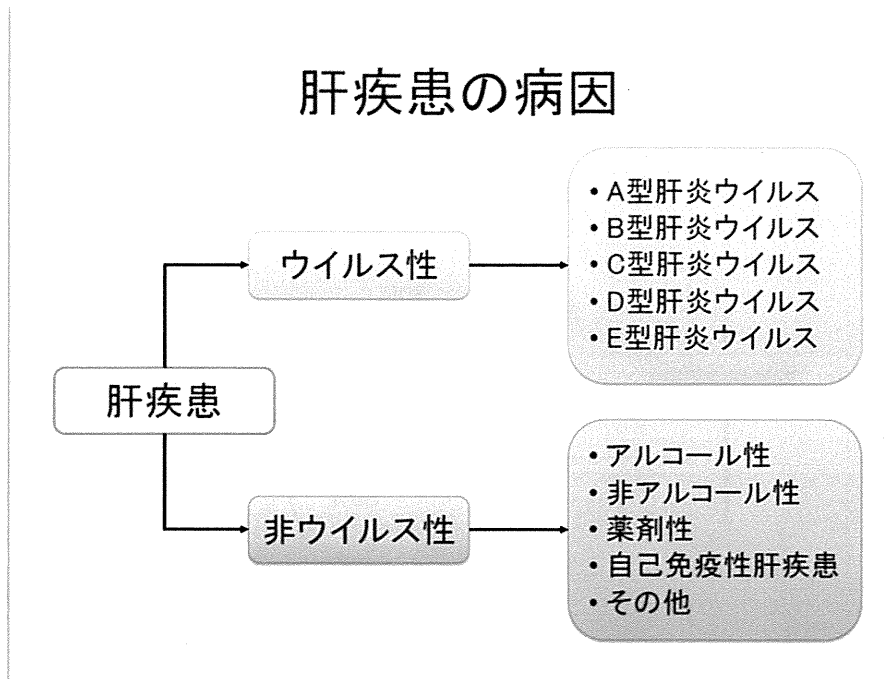 肝疾患の病因
肝疾患
ウイルス性
・A型肝炎ウイルス
・B型肝炎ウイルス
・C型肝炎ウイルス
・D型肝炎ウイルス
・E型肝炎ウイルス
非ウイルス性
・アルコール性
・非アルコール性
・薬剤性
・自己免疫性肝疾患
・その他